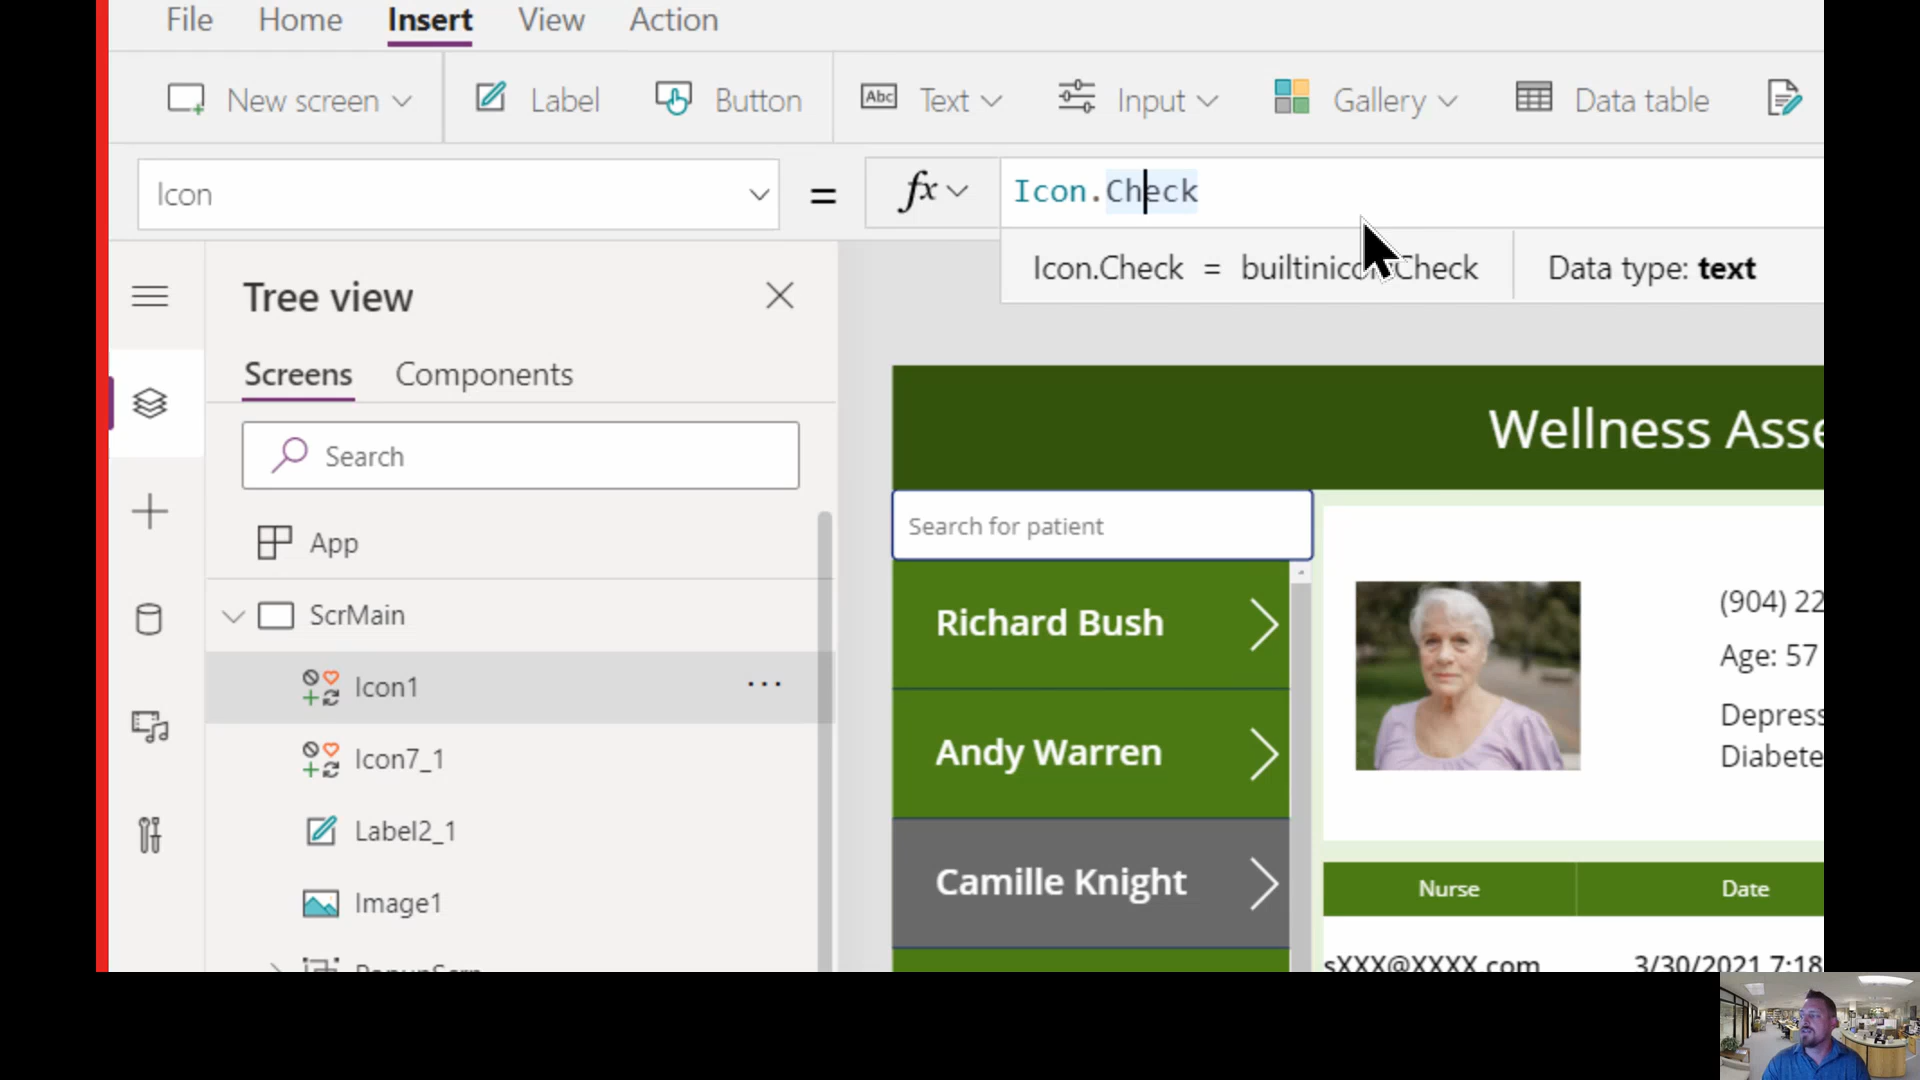 File Home Insert View Action
New screen Label Button Abc Text Input Gallery Data table
Icon = fx Icon.Check
Icon.Check = Data type: text
Tree view
Screens Components
Search
App
ScrMain
Icon1
Icon7_1
Label2_1
Image1
Wellness
Search for patient
Richard Bush
Andy Warren
Camille Knight
(904) 22
Age: 57
Depress
Diabete
Nurse Date
sXXX@XXXX.com 3/30/2021 7:18